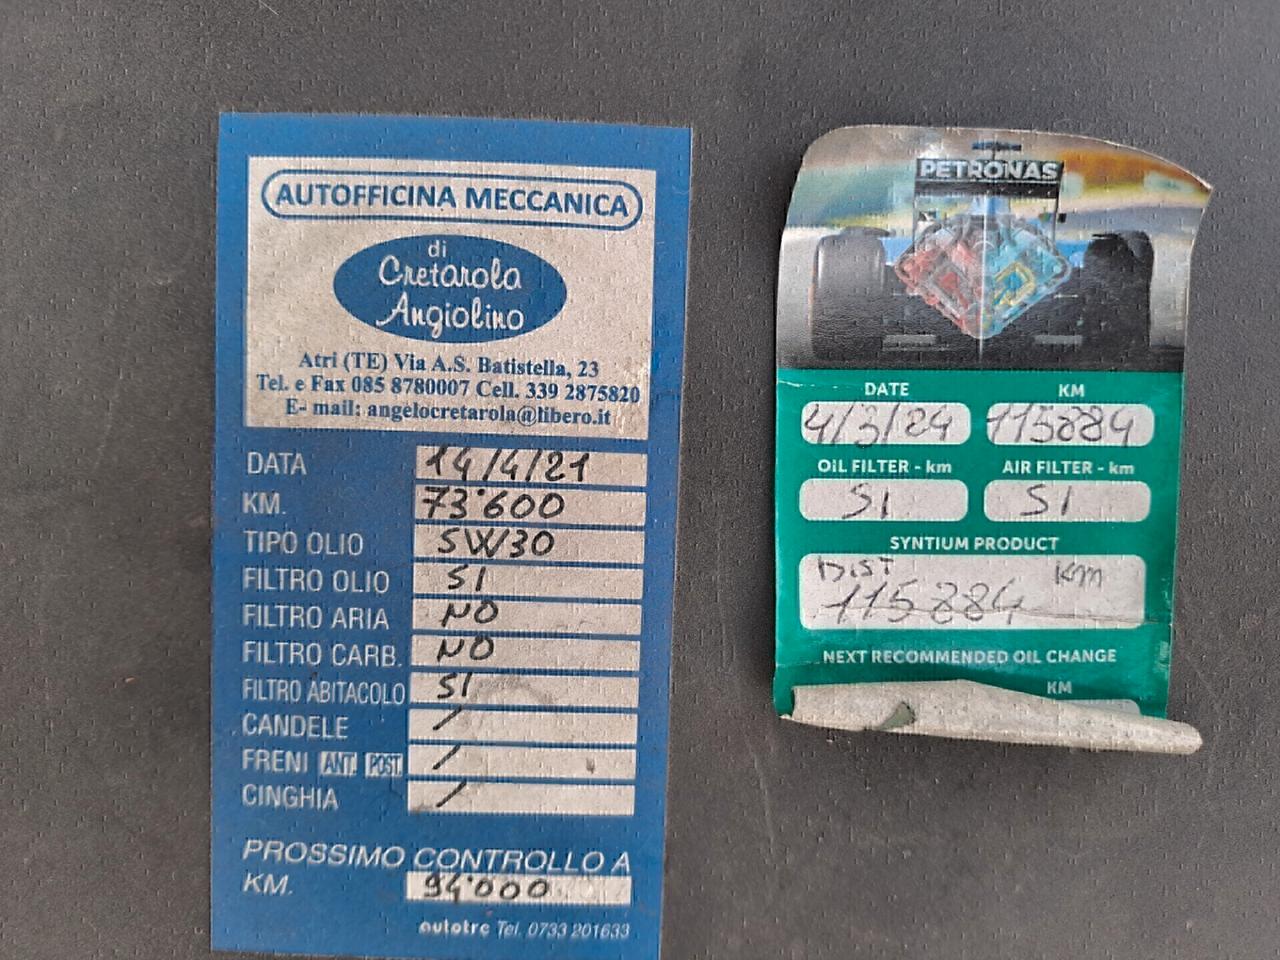 AUTOFFICINA MECCANICA
di
Cretarola
Angiolino
Atri (TE) Via A.S. Batistella, 23
Tel. e Fax 085 8780007 Cell. 339 2875820
E- mail: angelocretarola@libero.it
DATA 14/4/21
KM. 73'600
TIPO OLIO 5W30
FILTRO OLIO SI
FILTRO ARIA NO
FILTRO CARB. NO
FILTRO ABITACOLO SI
CANDELE /
FRENI ANT. POST. /
CINGHIA /
PROSSIMO CONTROLLO A
KM. 94'000
autotre Tel. 0733 201633
PETRONAS
DATE KM
4/3/24 115884
OIL FILTER - km AIR FILTER - km
SI SI
SYNTIUM PRODUCT
DIST Km
115884
NEXT RECOMMENDED OIL CHANGE
KM